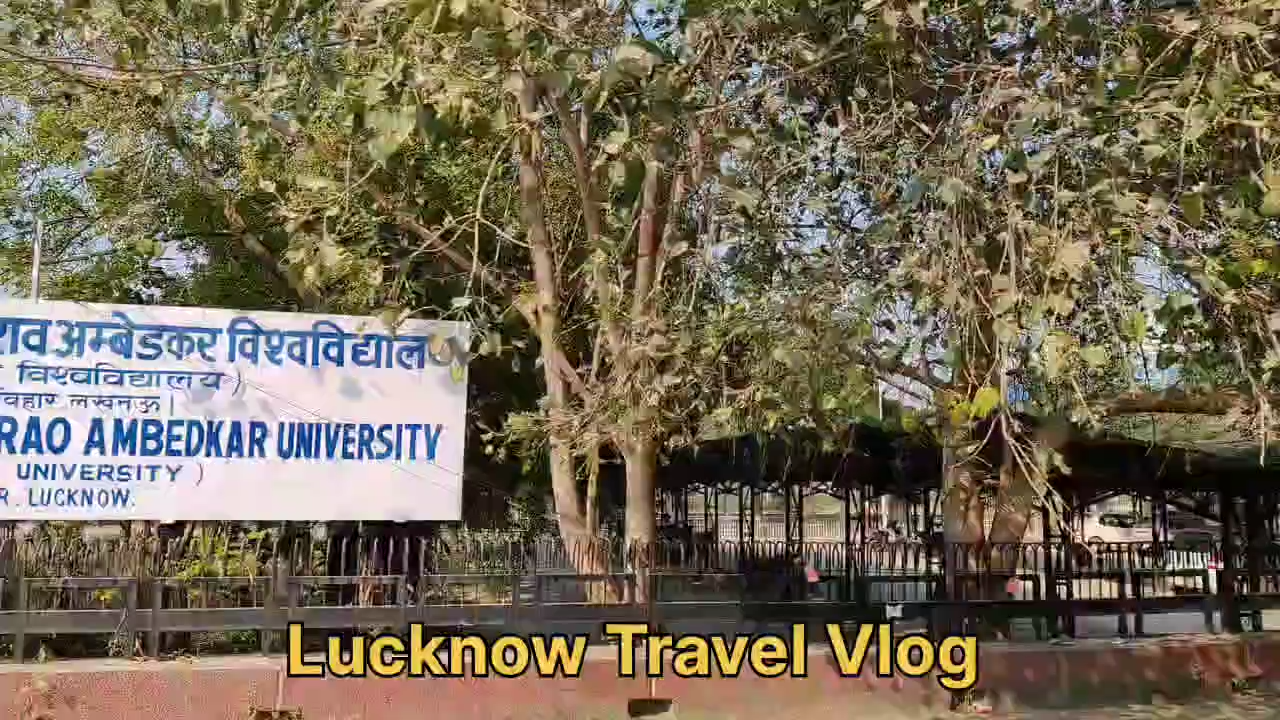 राव अम्बेडकर विश्वविद्याल
विश्वविद्यालय)
विहार लखनऊ।
RAO AMBEDKAR UNIVERSITY
UNIVERSITY )
R. LUCKNOW.
Lucknow Travel Vlog